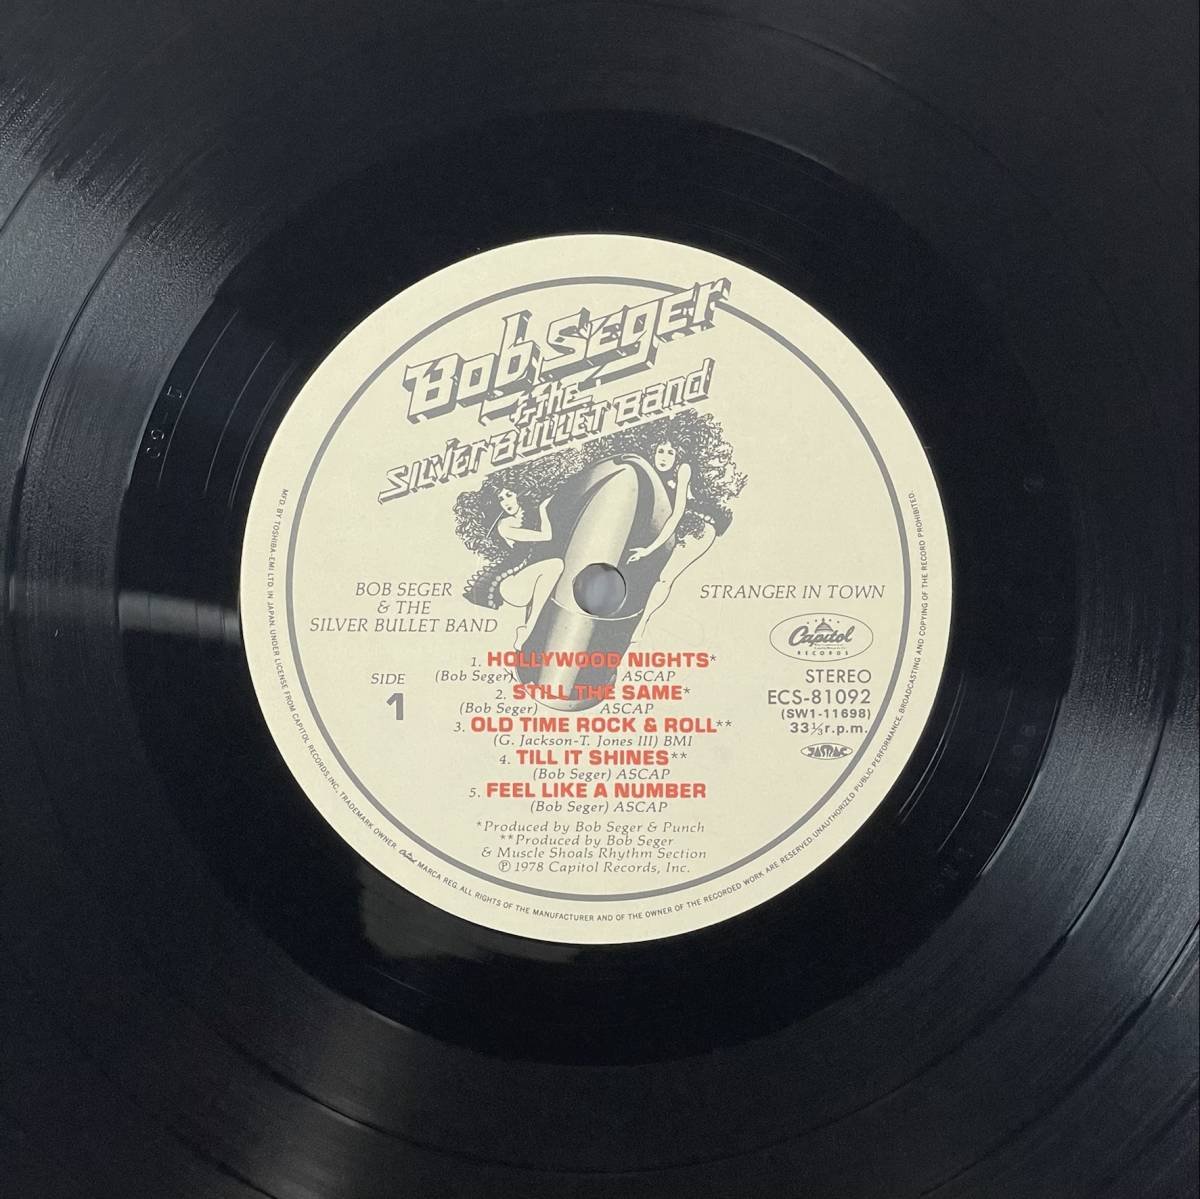 Bob Seger
& The
Silver Bullet Band
BOB SEGER
& THE
SILVER BULLET BAND
STRANGER IN TOWN
Capitol
RECORDS
SIDE
1
STEREO
ECS-81092
(SW1-11698)
33⅓r.p.m.
JASRAC
1. HOLLYWOOD NIGHTS*
(Bob Seger) ASCAP
2. STILL THE SAME*
(Bob Seger) ASCAP
3. OLD TIME ROCK & ROLL**
(G. Jackson-T. Jones III) BMI
4. TILL IT SHINES**
(Bob Seger) ASCAP
5. FEEL LIKE A NUMBER
(Bob Seger) ASCAP
*Produced by Bob Seger & Punch
**Produced by Bob Seger
& Muscle Shoals Rhythm Section
Ⓟ 1978 Capitol Records, Inc.
MF'D. BY TOSHIBA-EMI LTD. IN JAPAN. UNDER LICENSE FROM CAPITOL RECORDS, INC., TRADEMARK OWNER. Capitol MARCA REG. ALL RIGHTS OF THE MANUFACTURER AND OF THE OWNER OF THE RECORDED WORK ARE RESERVED. UNAUTHORIZED PUBLIC PERFORMANCE, BROADCASTING AND COPYING OF THE RECORD PROHIBITED.